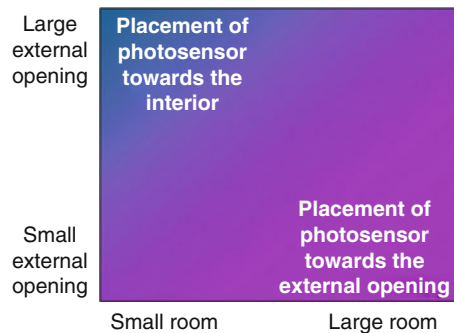 Large
external
opening
Placement of
photosensor
towards the
interior
Small
external
opening
Placement of
photosensor
towards the
external opening
Small room
Large room